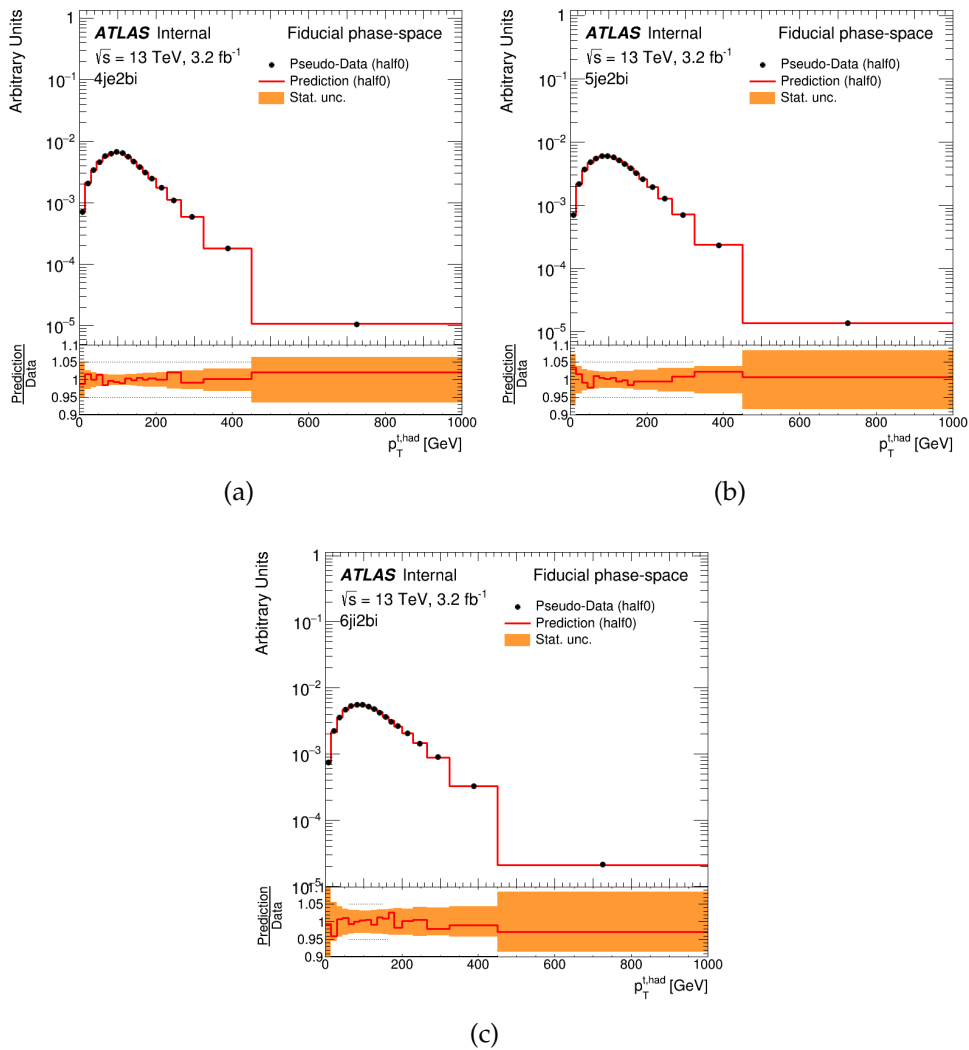 ATLAS Internal
Fiducial phase-space
√s = 13 TeV, 3.2 fb⁻¹
4je2bi
Pseudo-Data (half0)
Prediction (half0)
Stat. unc.
Arbitrary Units
1
10⁻¹
10⁻²
10⁻³
10⁻⁴
10⁻⁵
Prediction
Data
1.1
1.05
1
0.95
0.9
0 200 400 600 800 1000
p_T^{t,had} [GeV]
(a)
ATLAS Internal
Fiducial phase-space
√s = 13 TeV, 3.2 fb⁻¹
5je2bi
Pseudo-Data (half0)
Prediction (half0)
Stat. unc.
Arbitrary Units
1
10⁻¹
10⁻²
10⁻³
10⁻⁴
10⁻⁵
Prediction
Data
1.1
1.05
1
0.95
0.9
0 200 400 600 800 1000
p_T^{t,had} [GeV]
(b)
ATLAS Internal
Fiducial phase-space
√s = 13 TeV, 3.2 fb⁻¹
6ji2bi
Pseudo-Data (half0)
Prediction (half0)
Stat. unc.
Arbitrary Units
1
10⁻¹
10⁻²
10⁻³
10⁻⁴
Prediction
Data
1.05
1
0.95
0.9
0 200 400 600 800 1000
p_T^{t,had} [GeV]
(c)